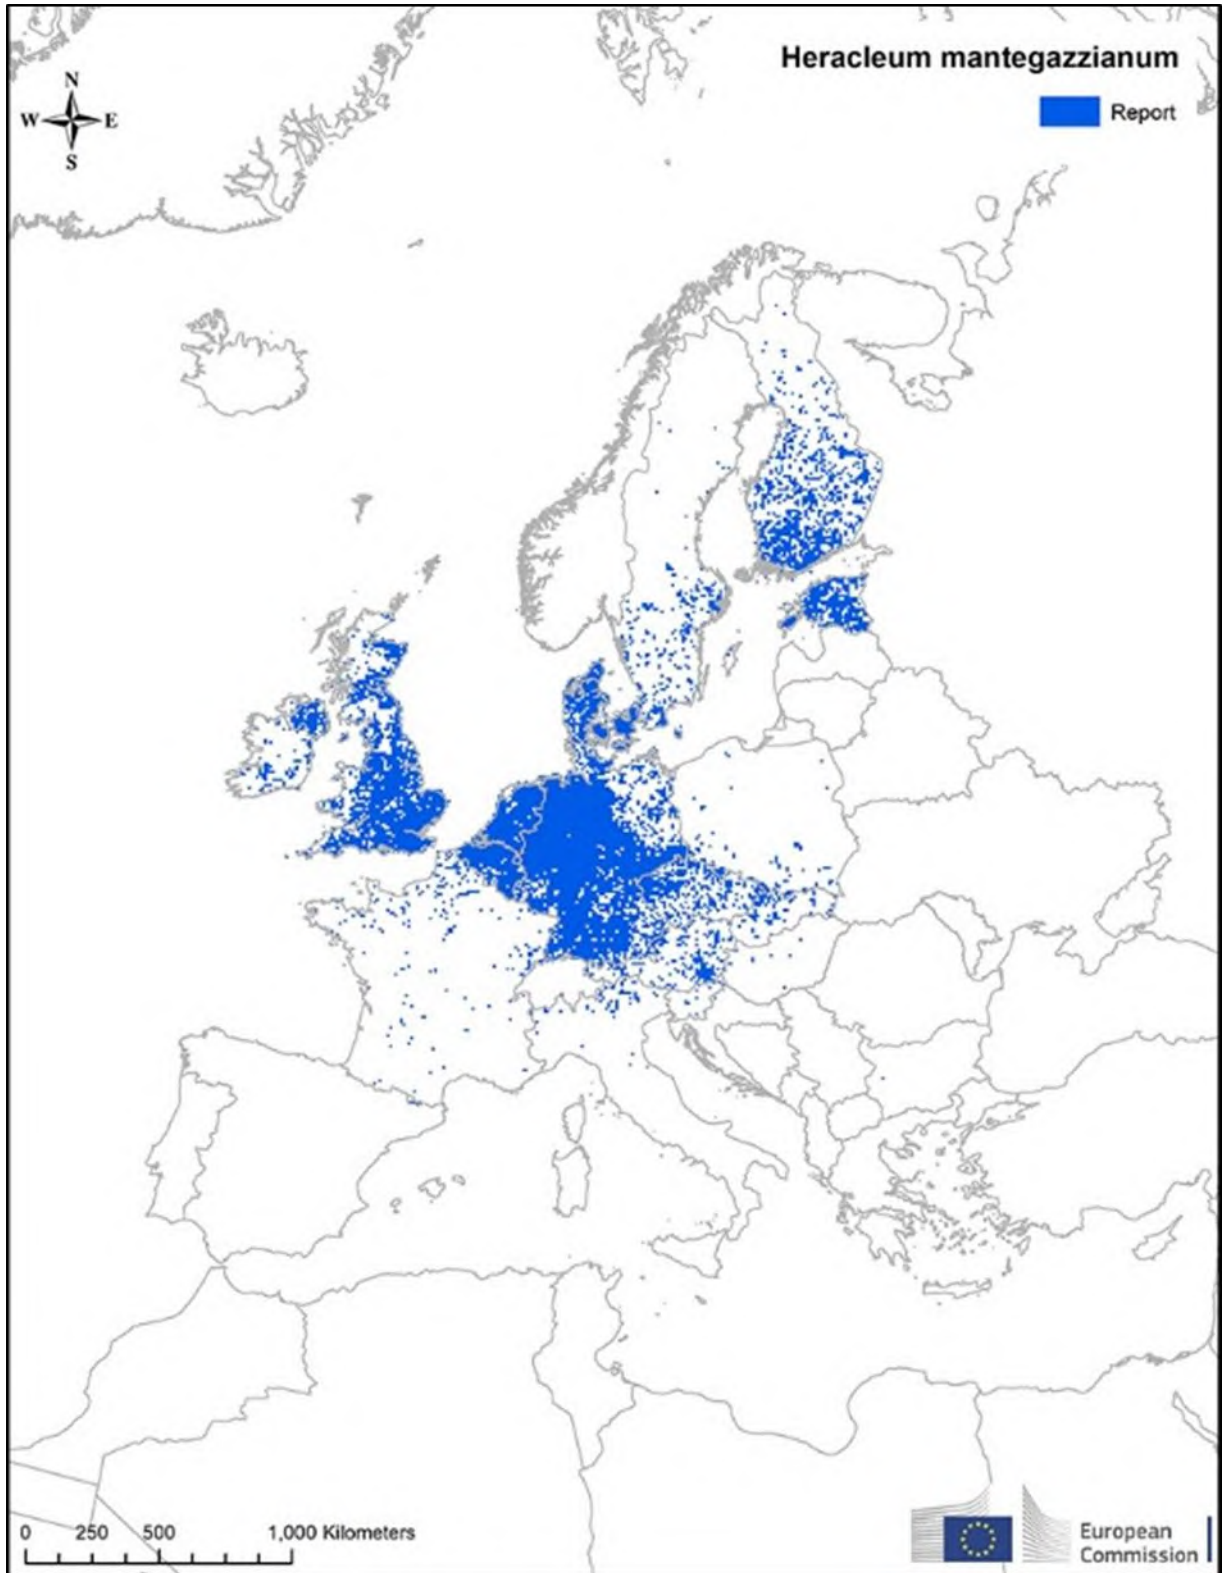 Heracleum mantegazzianum
Report
N
W E
S
0 250 500 1,000 Kilometers
European
Commission